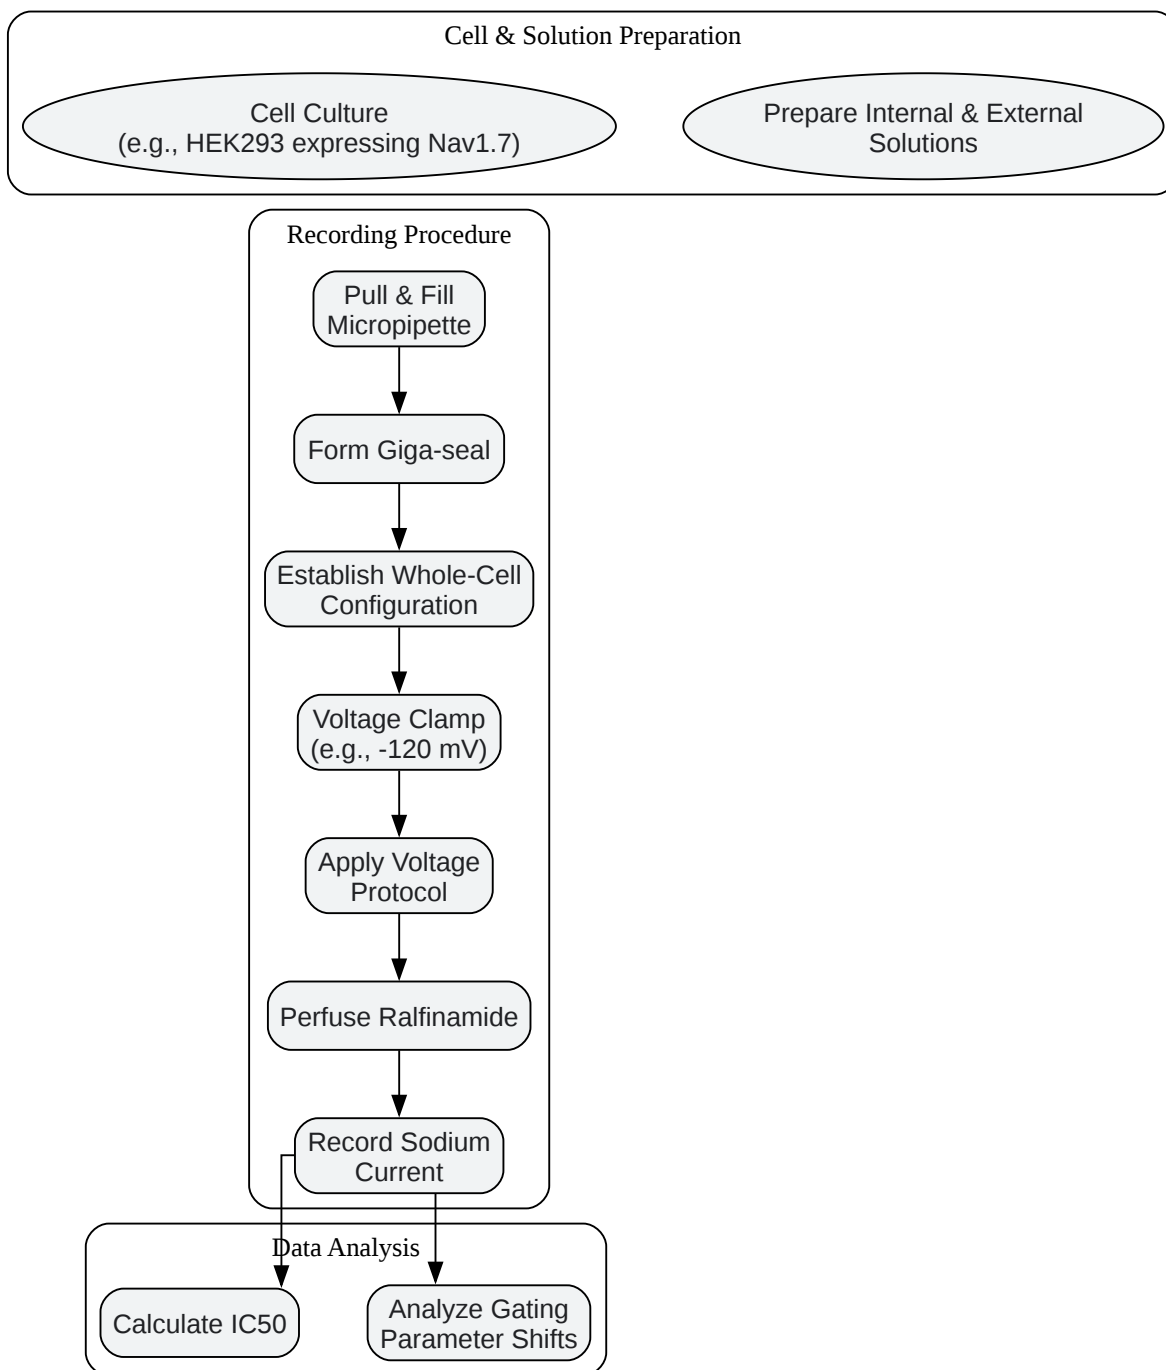 Cell & Solution Preparation
Cell Culture
(e.g., HEK293 expressing Nav1.7)
Prepare Internal & External
Solutions
Recording Procedure
Pull & Fill
Micropipette
Form Giga-seal
Establish Whole-Cell
Configuration
Voltage Clamp
(e.g., -120 mV)
Apply Voltage
Protocol
Perfuse Ralfinamide
Record Sodium
Current
Data Analysis
Calculate IC50
Analyze Gating
Parameter Shifts